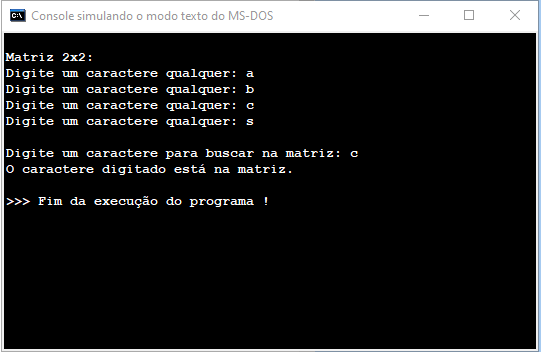 Console simulando o modo texto do MS-DOS
Matriz 2x2:
Digite um caractere qualquer: a
Digite um caractere qualquer: b
Digite um caractere qualquer: c
Digite um caractere qualquer: s
Digite um caractere para buscar na matriz: c
O caractere digitado está na matriz.
>>> Fim da execução do programa !